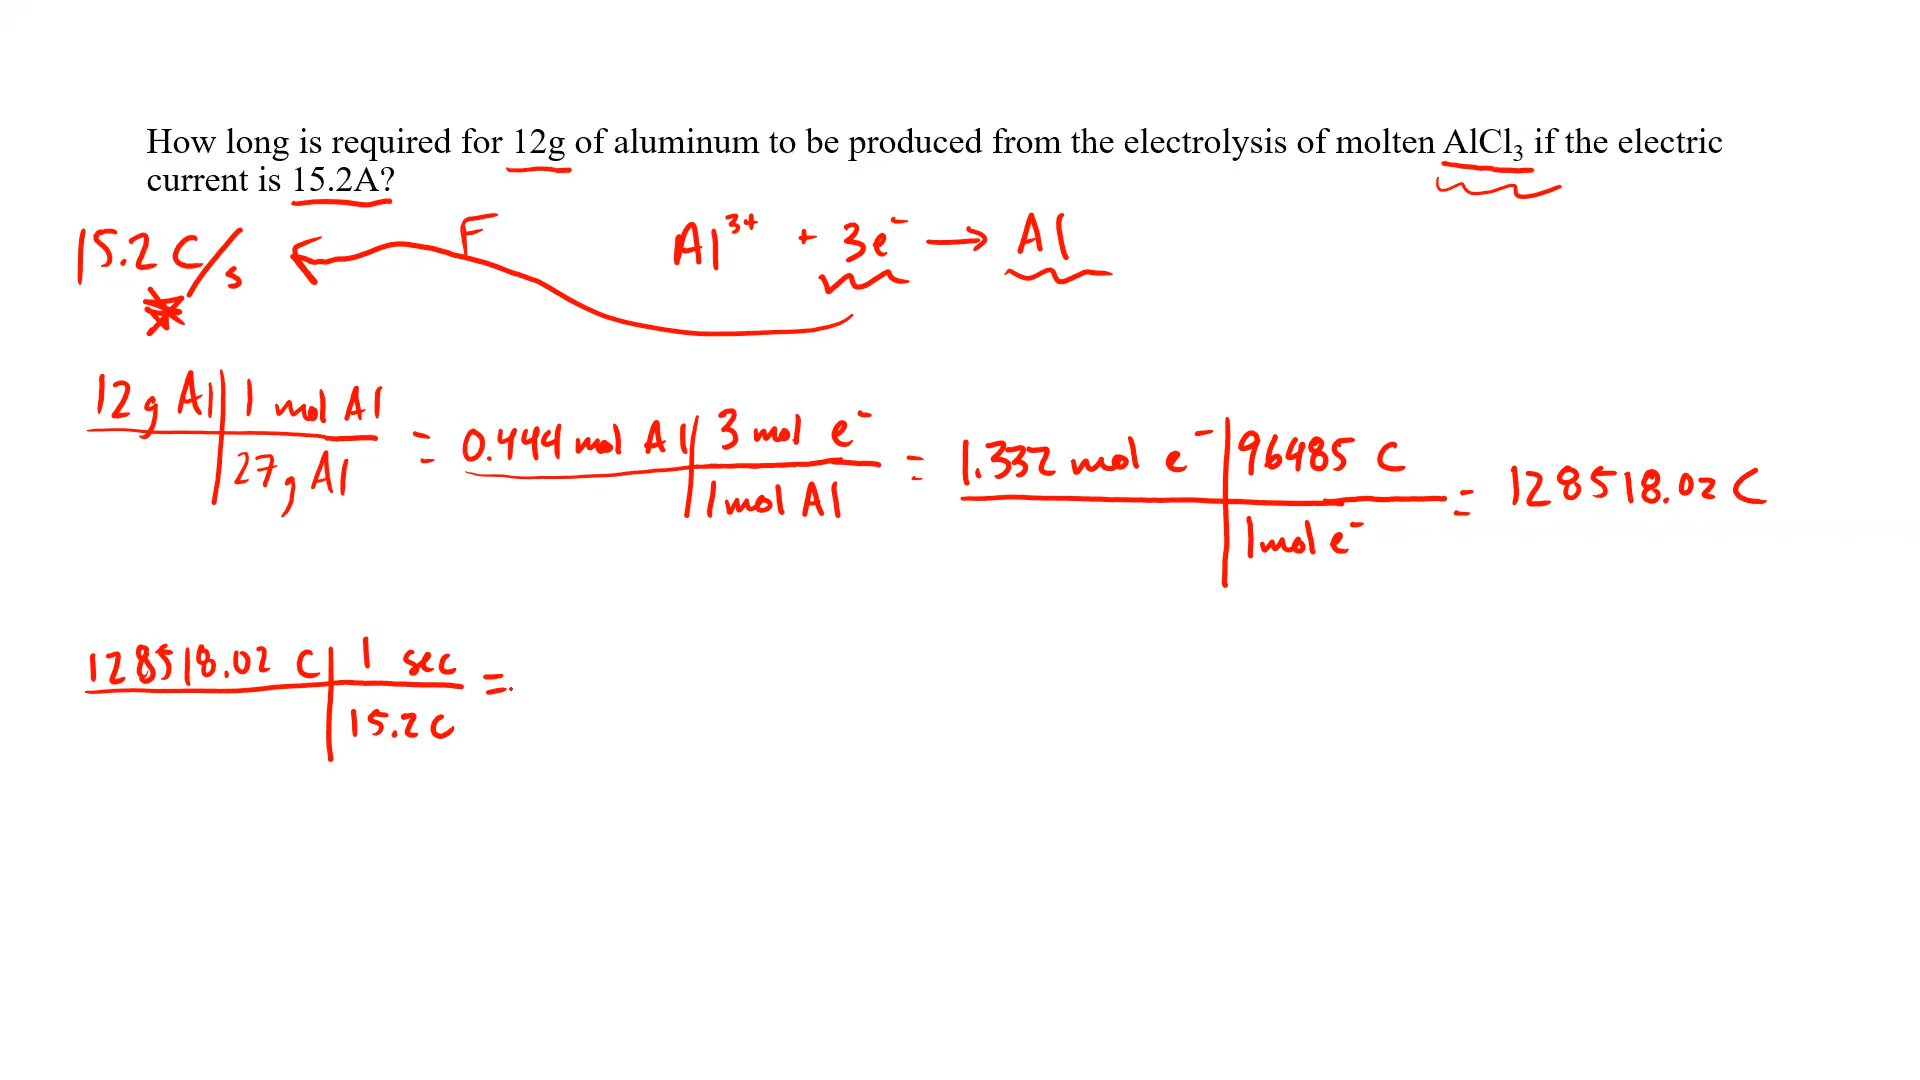 How long is required for 12g of aluminum to be produced from the electrolysis of molten AlCl₃ if the electric
current is 15.2A?
15.2 C/s F Al³⁺ + 3e⁻ → Al
12g Al | 1 mol Al
27g Al
= 0.444 mol Al | 3 mol e⁻
1 mol Al
= 1.332 mol e⁻ | 96485 C
1 mol e⁻
= 128518.02 C
128518.02 C | 1 sec =
15.2 C